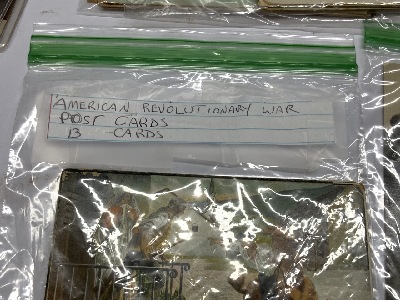 AMERICAN REVOLUTIONARY WAR
POST CARDS
13 CARDS